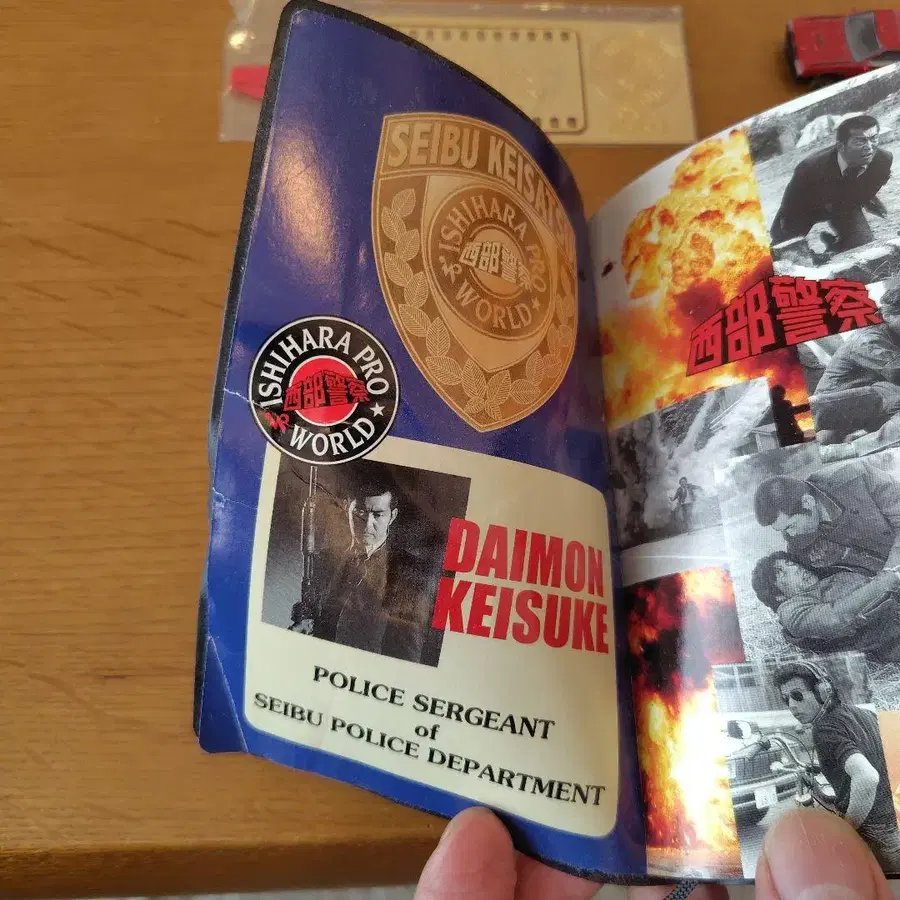 SEIBU KEISATSU
ISHIHARA PRO
西部警察
WORLD
ISHIHARA PRO
西部警察
WORLD
DAIMON
KEISUKE
POLICE SERGEANT
of
SEIBU POLICE DEPARTMENT
西部警察